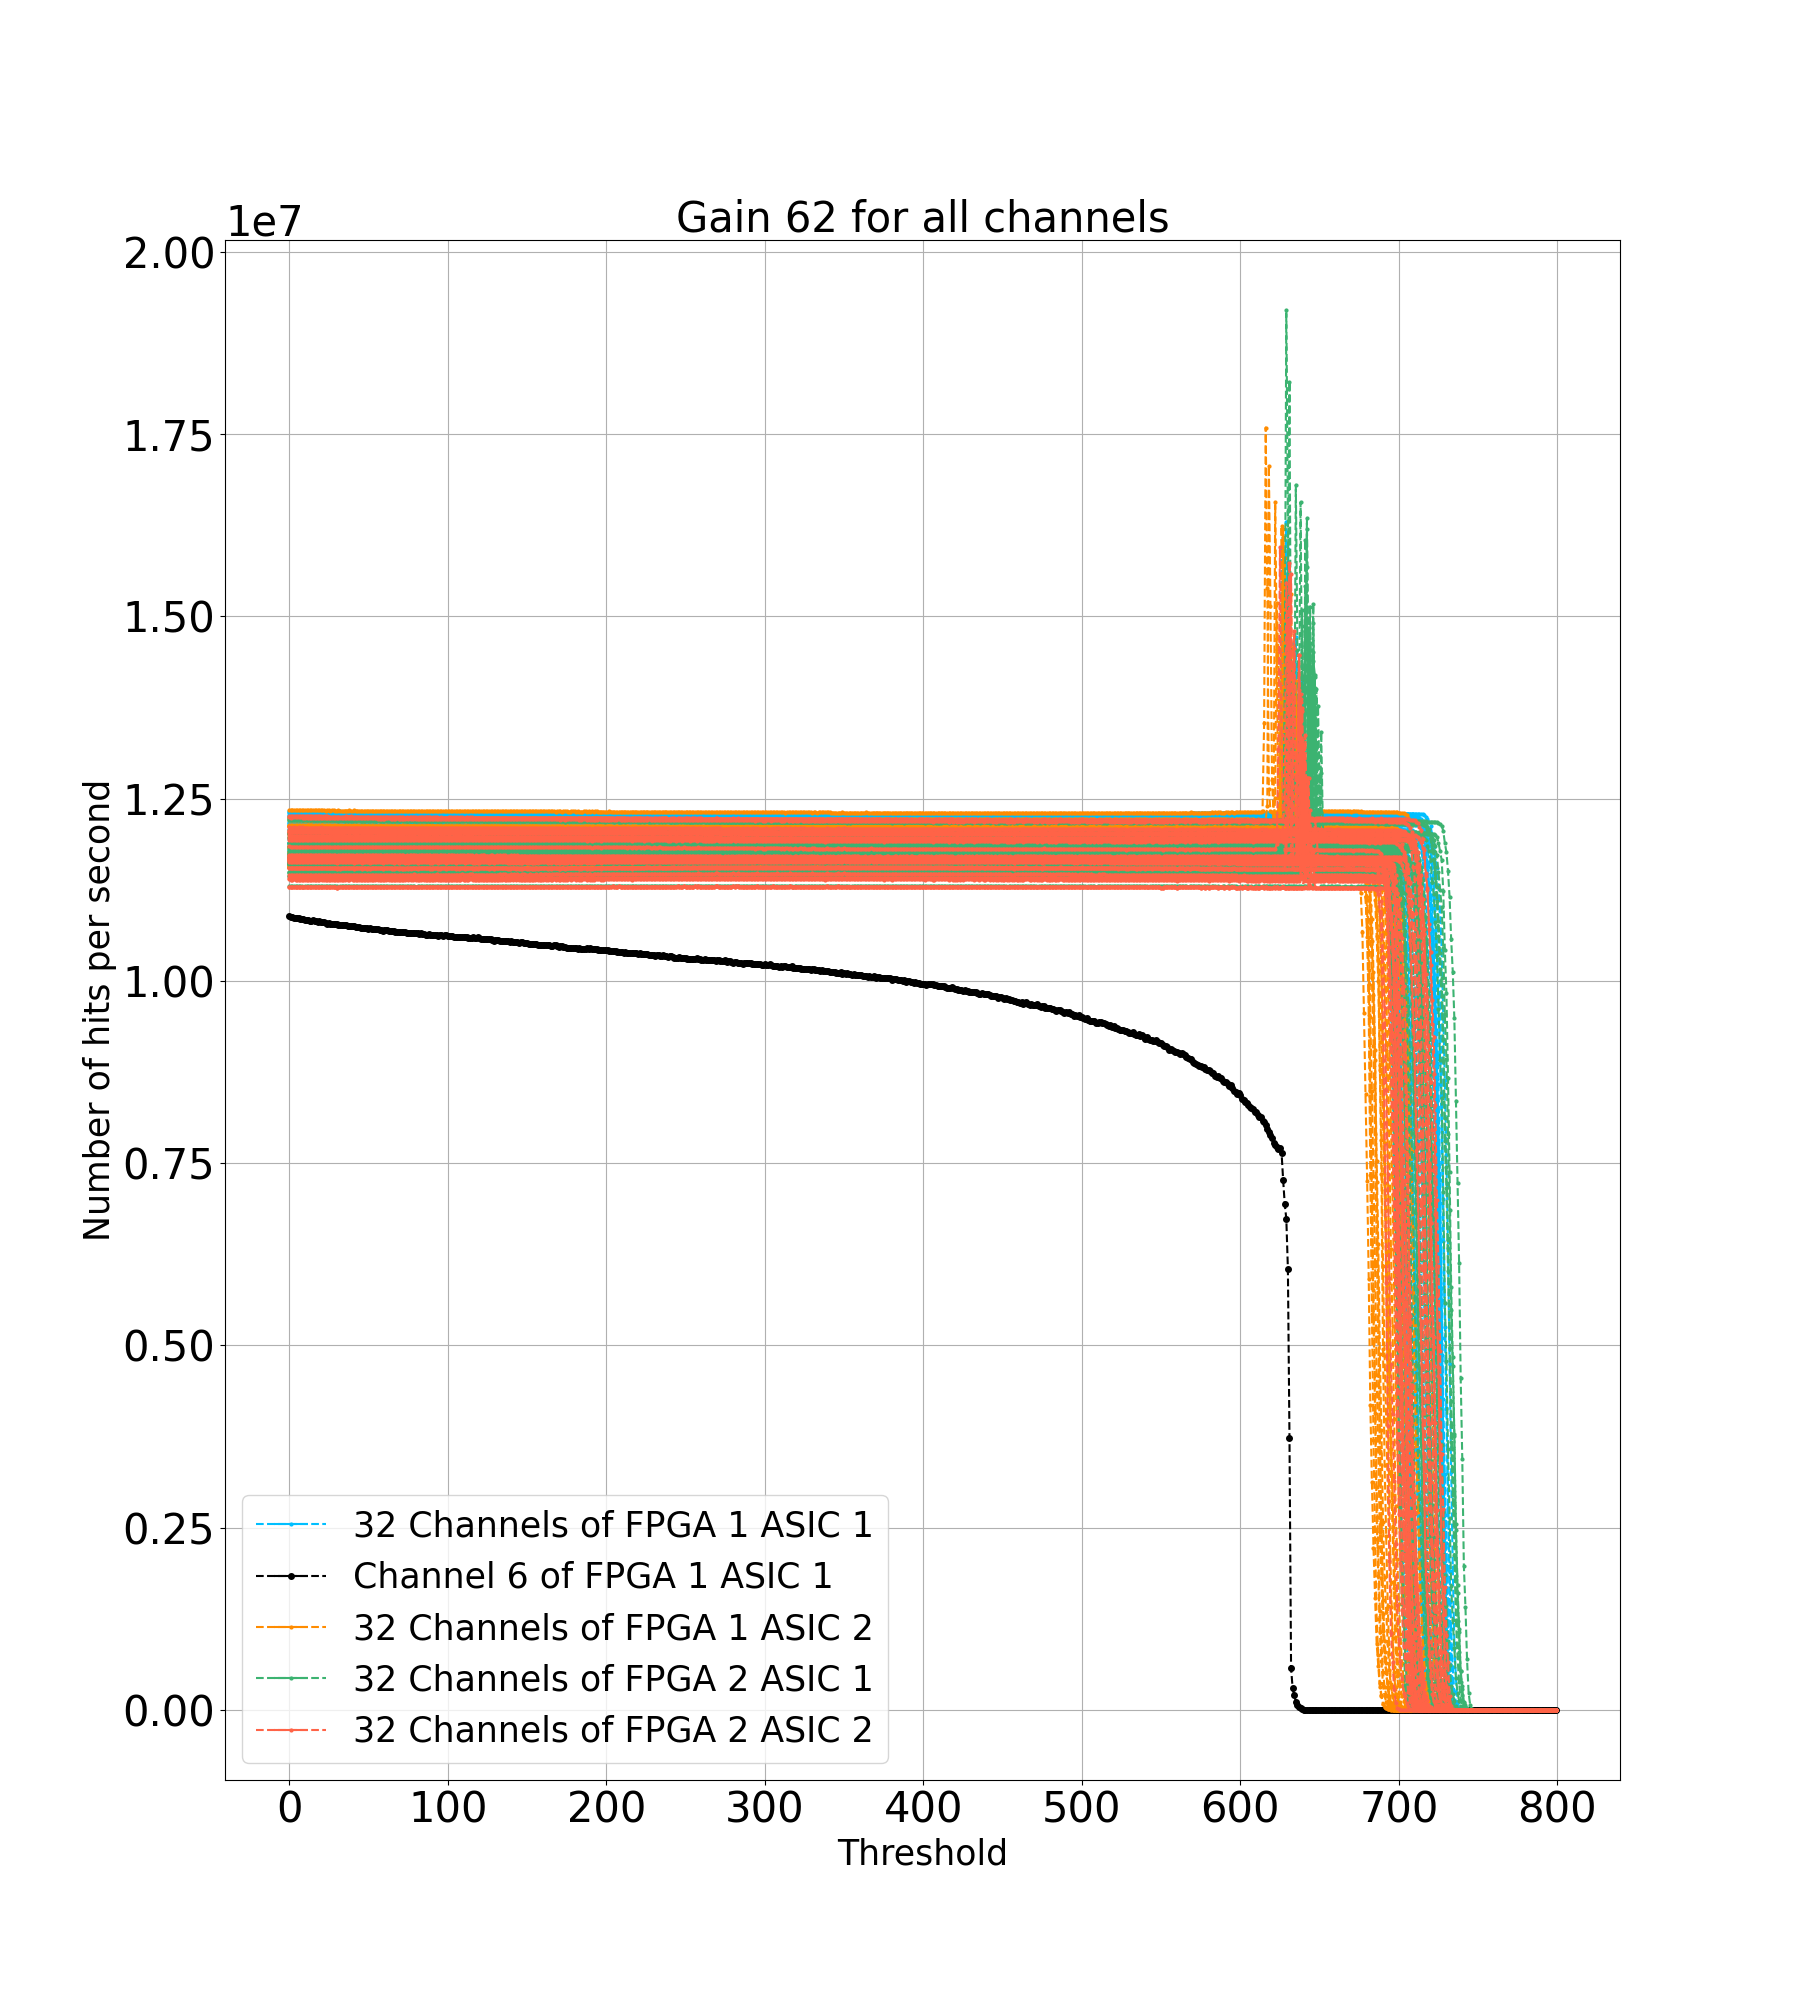 Gain 62 for all channels
1e7
2.00
1.75
1.50
1.25
1.00
0.75
0.50
0.25
0.00
Number of hits per second
32 Channels of FPGA 1 ASIC 1
Channel 6 of FPGA 1 ASIC 1
32 Channels of FPGA 1 ASIC 2
32 Channels of FPGA 2 ASIC 1
32 Channels of FPGA 2 ASIC 2
0 100 200 300 400 500 600 700 800
Threshold